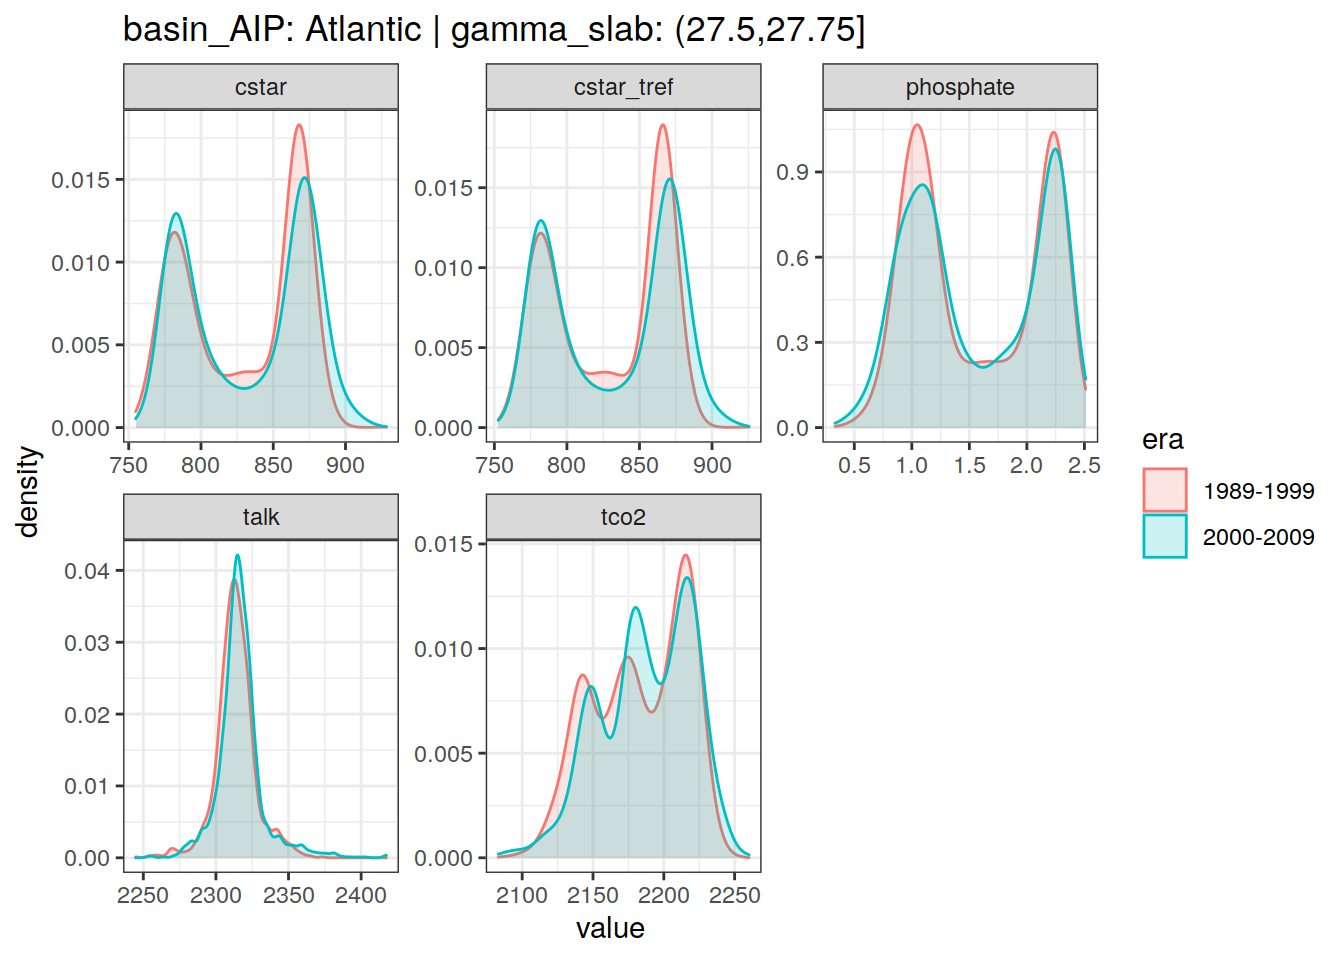 basin_AIP: Atlantic | gamma_slab: (27.5,27.75]
cstar
cstar_tref
phosphate
0.015
0.010
0.005
0.000
750 800 850 900
0.015
0.010
0.005
0.000
750 800 850 900
0.9
0.6
0.3
0.0
0.5 1.0 1.5 2.0 2.5
density
talk
tco2
0.04
0.03
0.02
0.01
0.00
2250 2300 2350 2400
0.015
0.010
0.005
0.000
2100 2150 2200 2250
value
era
1989-1999
2000-2009